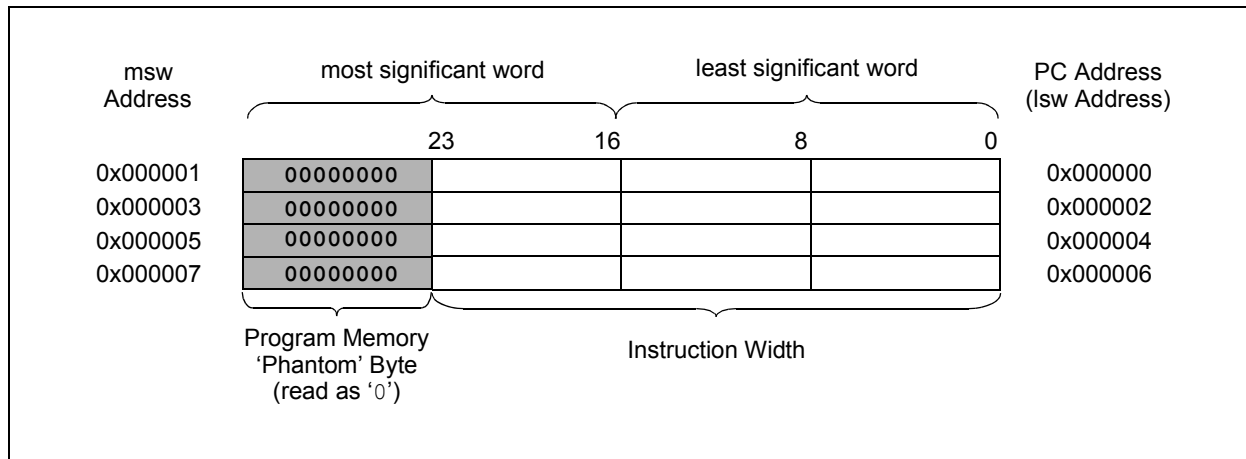 msw
Address
most significant word
least significant word
PC Address
(lsw Address)
23 16 8 0
0x000001 00000000 0x000000
0x000003 00000000 0x000002
0x000005 00000000 0x000004
0x000007 00000000 0x000006
Program Memory
‘Phantom’ Byte
(read as ‘0’)
Instruction Width